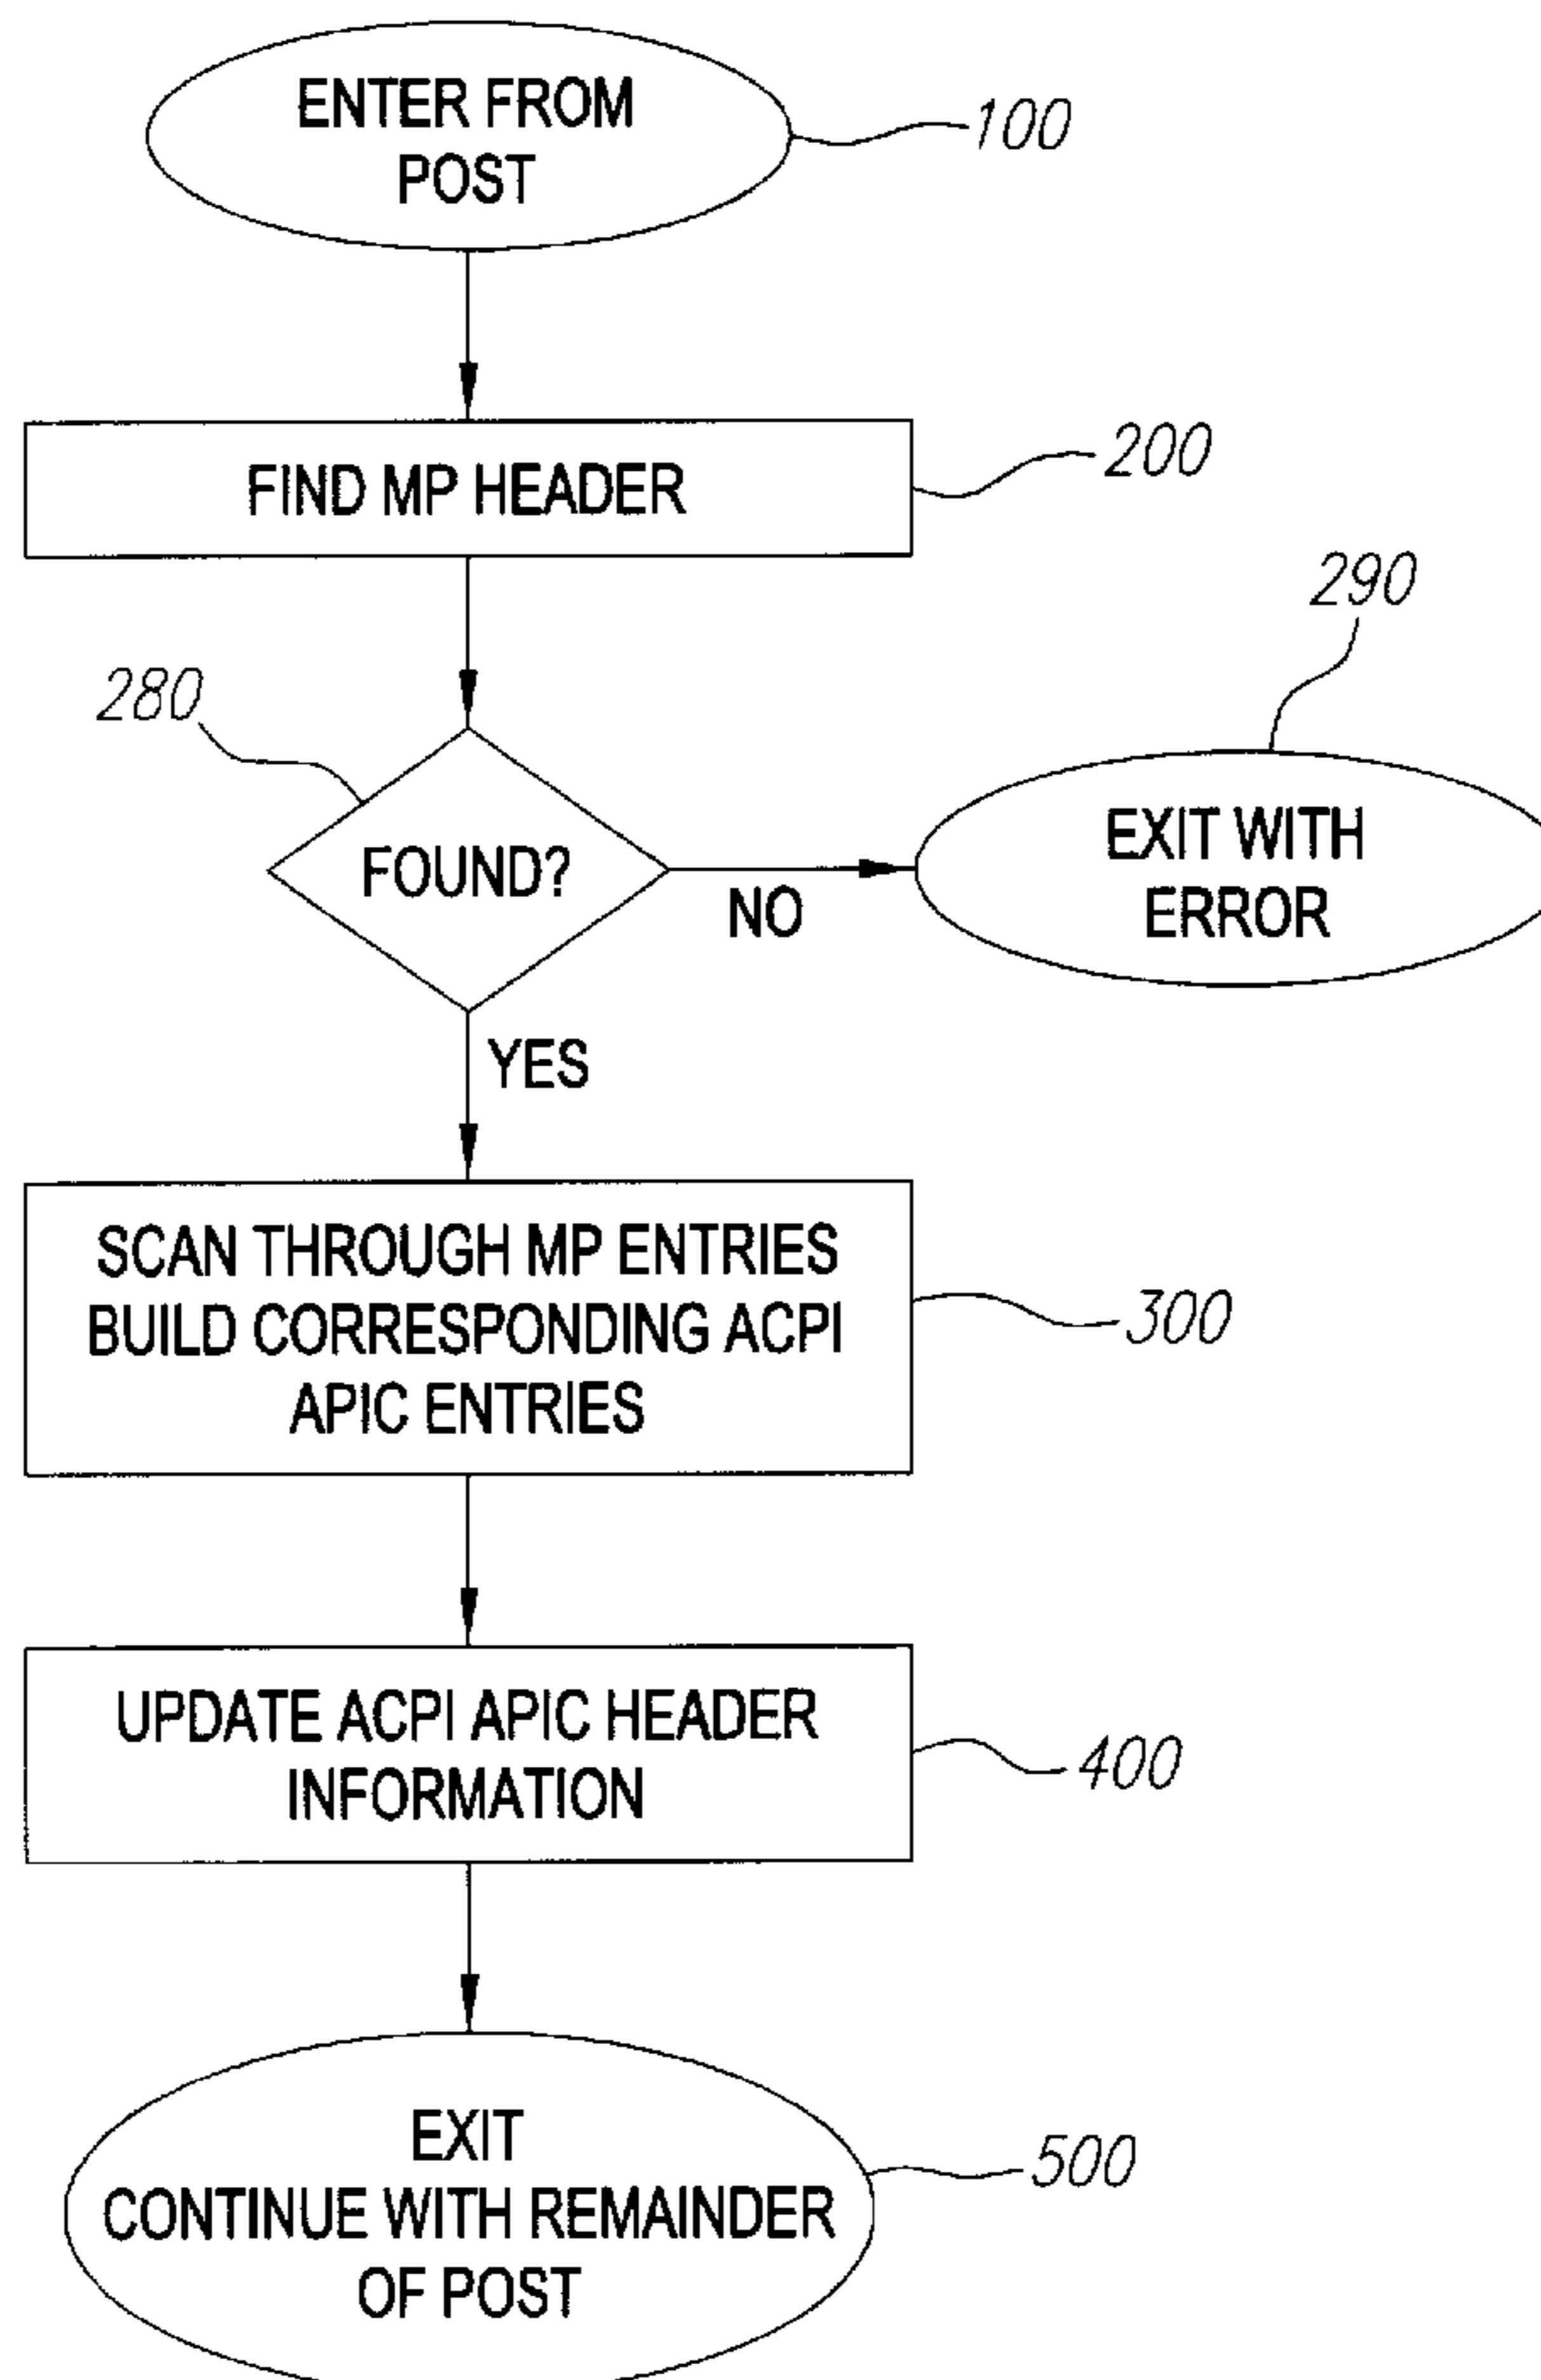 ENTER FROM
POST
100
FIND MP HEADER
200
290
280
FOUND?
NO
EXIT WITH
ERROR
YES
SCAN THROUGH MP ENTRIES
BUILD CORRESPONDING ACPI
APIC ENTRIES
300
UPDATE ACPI APIC HEADER
INFORMATION
400
EXIT
CONTINUE WITH REMAINDER
OF POST
500